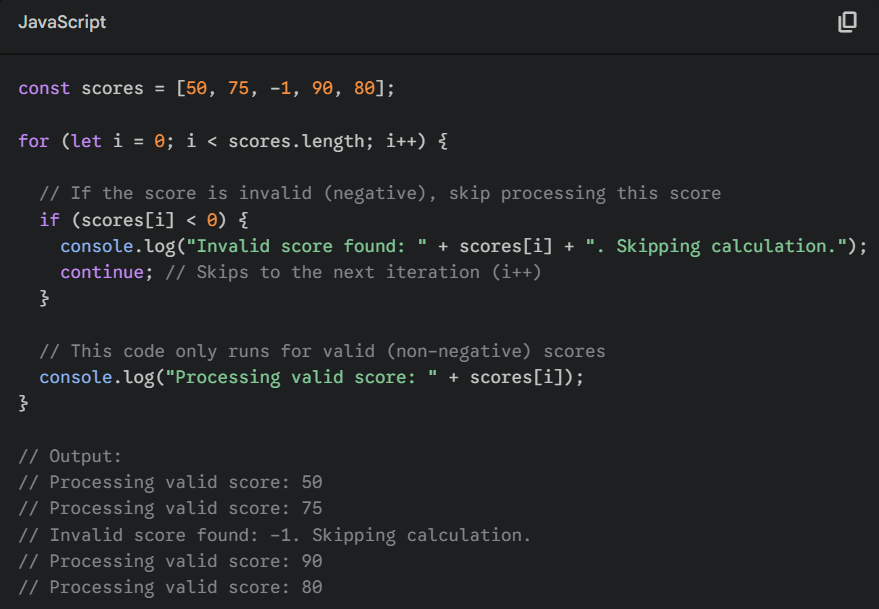 JavaScript
const scores = [50, 75, -1, 90, 80];
for (let i = 0; i < scores.length; i++) {
  // If the score is invalid (negative), skip processing this score
  if (scores[i] < 0) {
    console.log("Invalid score found: " + scores[i] + ". Skipping calculation.");
    continue; // Skips to the next iteration (i++)
  }
  // This code only runs for valid (non-negative) scores
  console.log("Processing valid score: " + scores[i]);
}
// Output:
// Processing valid score: 50
// Processing valid score: 75
// Invalid score found: -1. Skipping calculation.
// Processing valid score: 90
// Processing valid score: 80